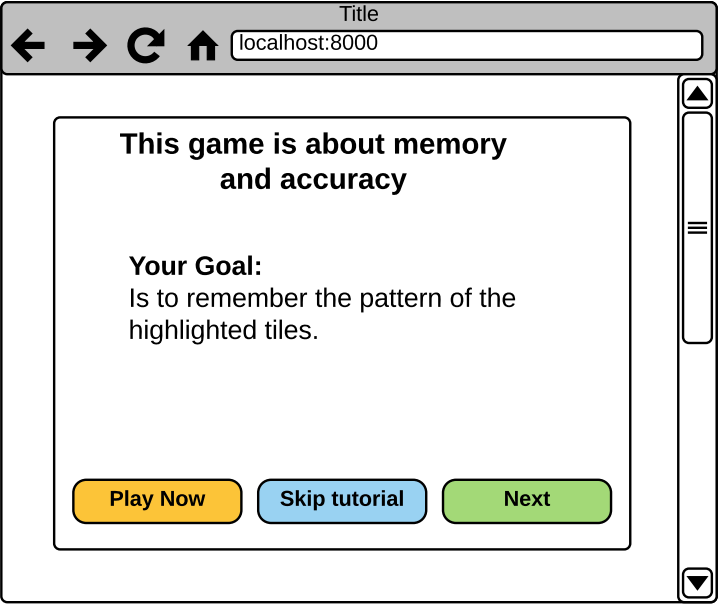 Title
localhost:8000
This game is about memory
and accuracy
Your Goal:
Is to remember the pattern of the
highlighted tiles.
Play Now
Skip tutorial
Next